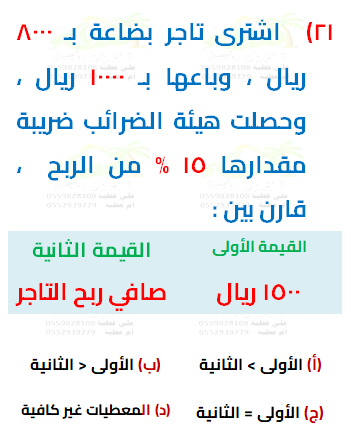 ٢١) اشترى تاجر بضاعة بـ ٨٠٠٠
ريال ، وباعها بـ ١٠٠٠٠ ريال ،
وحصلت هيئة الضرائب ضريبة
مقدارها ١٥ % من الربح ،
قارن بين :
القيمة الأولى القيمة الثانية
١٥٠٠ ريال صافي ربح التاجر
(أ) الأولى > الثانية (ب) الأولى < الثانية
(ج) الأولى = الثانية (د) المعطيات غير كافية